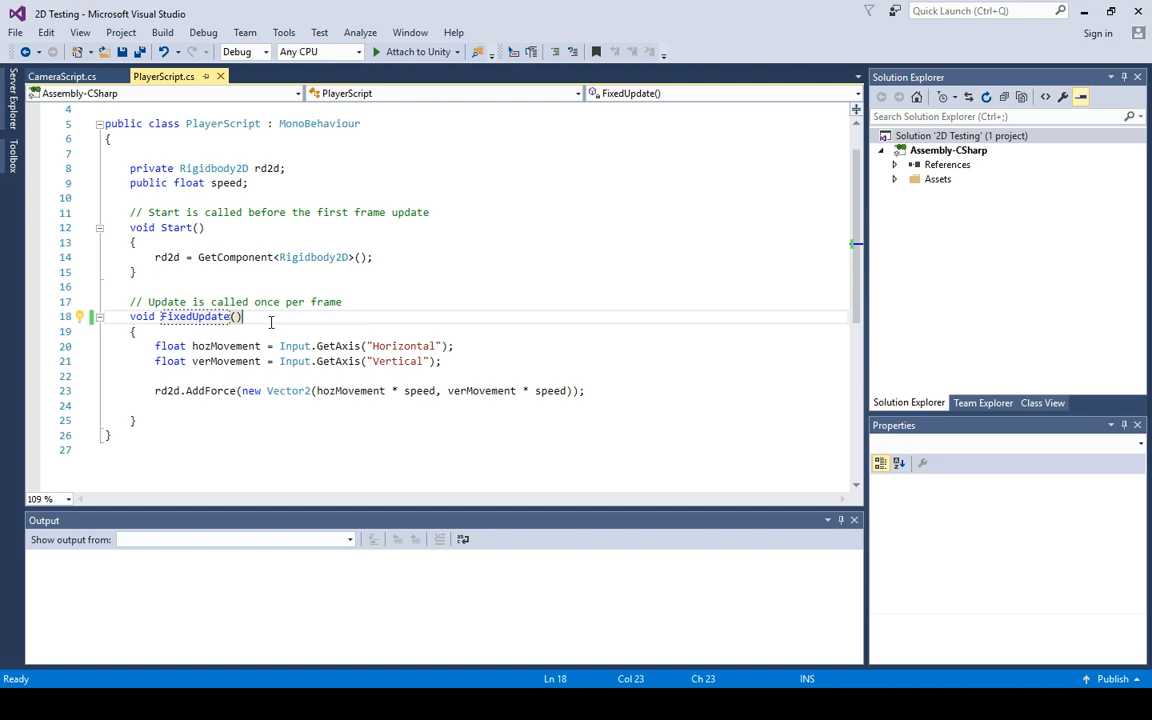 2D Testing - Microsoft Visual Studio
Quick Launch (Ctrl+Q)
File Edit View Project Build Debug Team Tools Test Analyze Window Help
Sign in
Debug Any CPU Attach to Unity
Server Explorer
Toolbox
CameraScript.cs PlayerScript.cs
Assembly-CSharp PlayerScript FixedUpdate()
4
5 public class PlayerScript : MonoBehaviour
6 {
7
8 private Rigidbody2D rd2d;
9 public float speed;
10
11 // Start is called before the first frame update
12 void Start()
13 {
14 rd2d = GetComponent<Rigidbody2D>();
15 }
16
17 // Update is called once per frame
18 void FixedUpdate()
19 {
20 float hozMovement = Input.GetAxis("Horizontal");
21 float verMovement = Input.GetAxis("Vertical");
22
23 rd2d.AddForce(new Vector2(hozMovement * speed, verMovement * speed));
24
25 }
26 }
27
109 %
Output
Show output from:
Solution Explorer
Search Solution Explorer (Ctrl+;)
Solution '2D Testing' (1 project)
Assembly-CSharp
References
Assets
Solution Explorer Team Explorer Class View
Properties
Ready Ln 18 Col 23 Ch 23 INS Publish